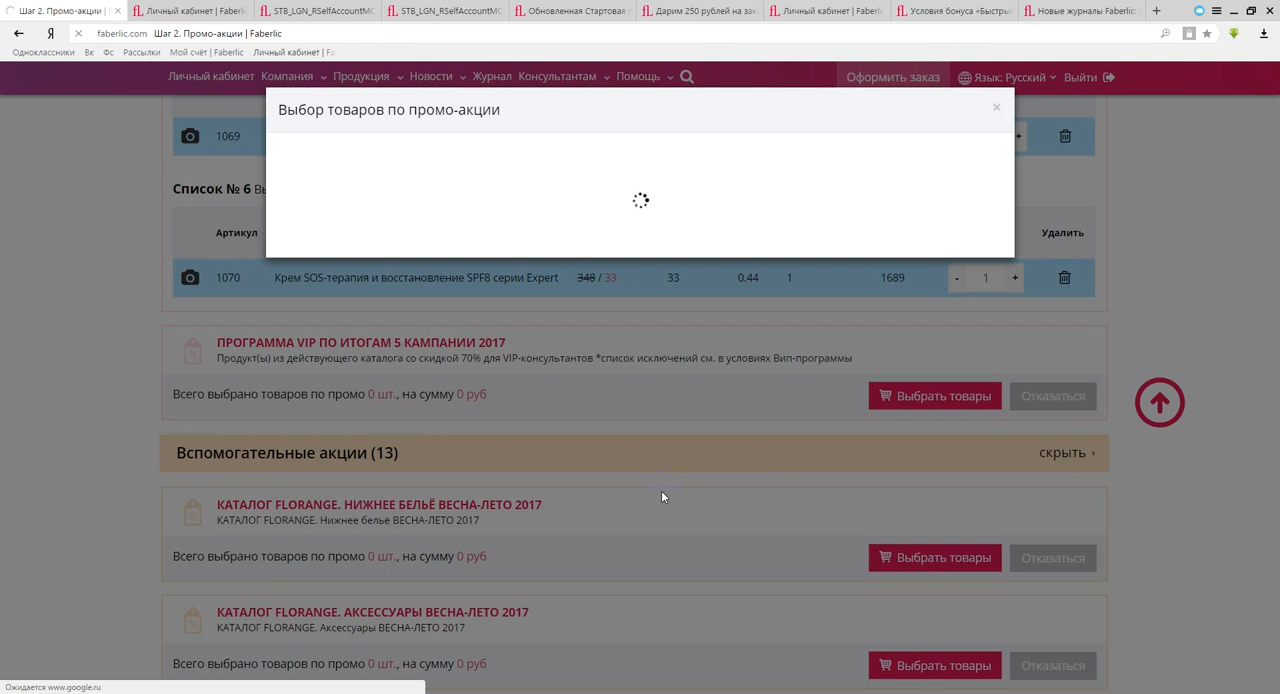 Шаг 2. Промо-акции | F
Личный кабинет | Faberli
STB_LGN_RSelfAccountMC
STB_LGN_RSelfAccountMC
Обновленная Стартовая п
Дарим 250 рублей на зак
Личный кабинет | Faberli
Условия бонуса «Быстры
Новые журналы Faberlic:
Я faberlic.com Шаг 2. Промо-акции | Faberlic
Одноклассники Вк Фс Рассылки Мой счёт | Faberlic Личный кабинет | Fa
Личный кабинет Компания Продукция Новости Журнал Консультантам Помощь Оформить заказ Язык: Русский Выйти
Выбор товаров по промо-акции ×
1069 +
Список № 6 Вы
Артикул Удалить
1070 Крем SOS-терапия и восстановление SPF8 серии Expert 348 / 33 33 0.44 1 1689 - 1 +
ПРОГРАММА VIP ПО ИТОГАМ 5 КАМПАНИИ 2017
Продукт(ы) из действующего каталога со скидкой 70% для VIP-консультантов *список исключений см. в условиях Вип-программы
Всего выбрано товаров по промо 0 шт., на сумму 0 руб Выбрать товары Отказаться
Вспомогательные акции (13) скрыть
КАТАЛОГ FLORANGE. НИЖНЕЕ БЕЛЬЁ ВЕСНА-ЛЕТО 2017
КАТАЛОГ FLORANGE. Нижнее бельё ВЕСНА-ЛЕТО 2017
Всего выбрано товаров по промо 0 шт., на сумму 0 руб Выбрать товары Отказаться
КАТАЛОГ FLORANGE. АКСЕССУАРЫ ВЕСНА-ЛЕТО 2017
КАТАЛОГ FLORANGE. Аксессуары ВЕСНА-ЛЕТО 2017
Всего выбрано товаров по промо 0 шт., на сумму 0 руб Выбрать товары Отказаться
Ожидается www.google.ru